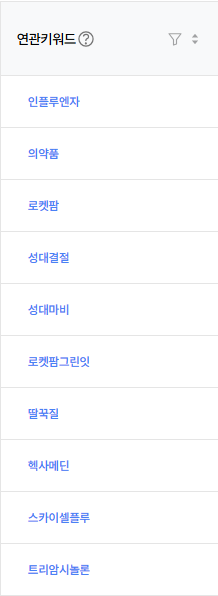 연관키워드 ?
인플루엔자
의약품
로켓팜
성대결절
성대마비
로켓팜그린잇
딸꾹질
헥사메딘
스카이셀플루
트리암시놀론